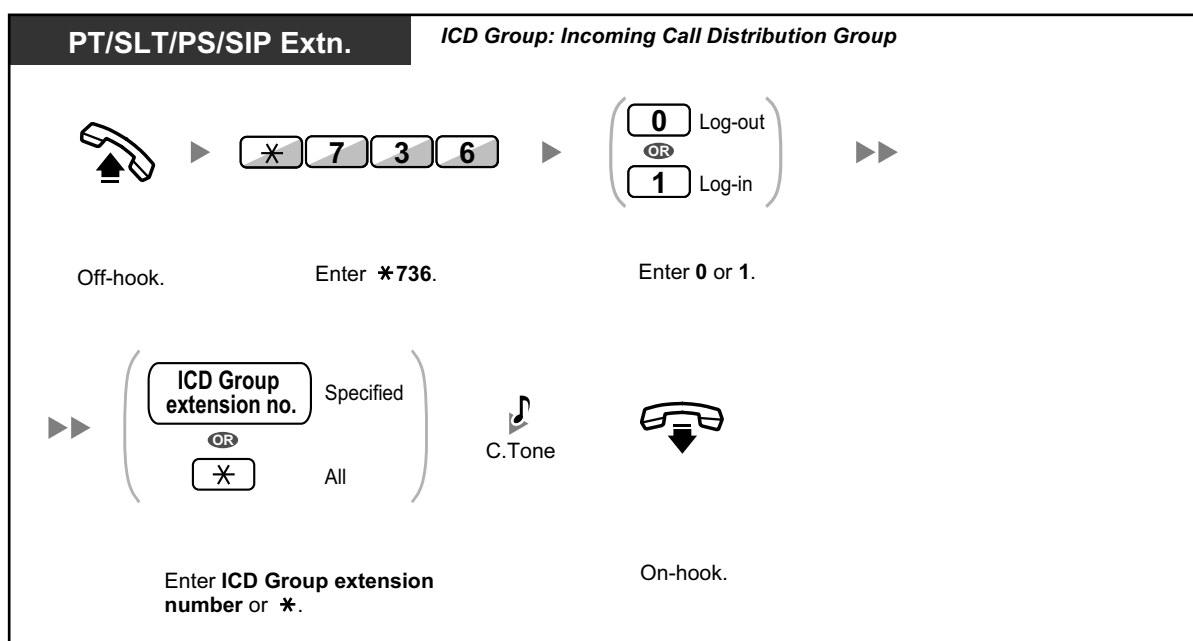 PT/SLT/PS/SIP Extn.
ICD Group: Incoming Call Distribution Group
* 7 3 6
0 Log-out
OR
1 Log-in
Off-hook.
Enter *736.
Enter 0 or 1.
ICD Group
extension no.
Specified
OR
* All
C.Tone
Enter ICD Group extension
number or *.
On-hook.